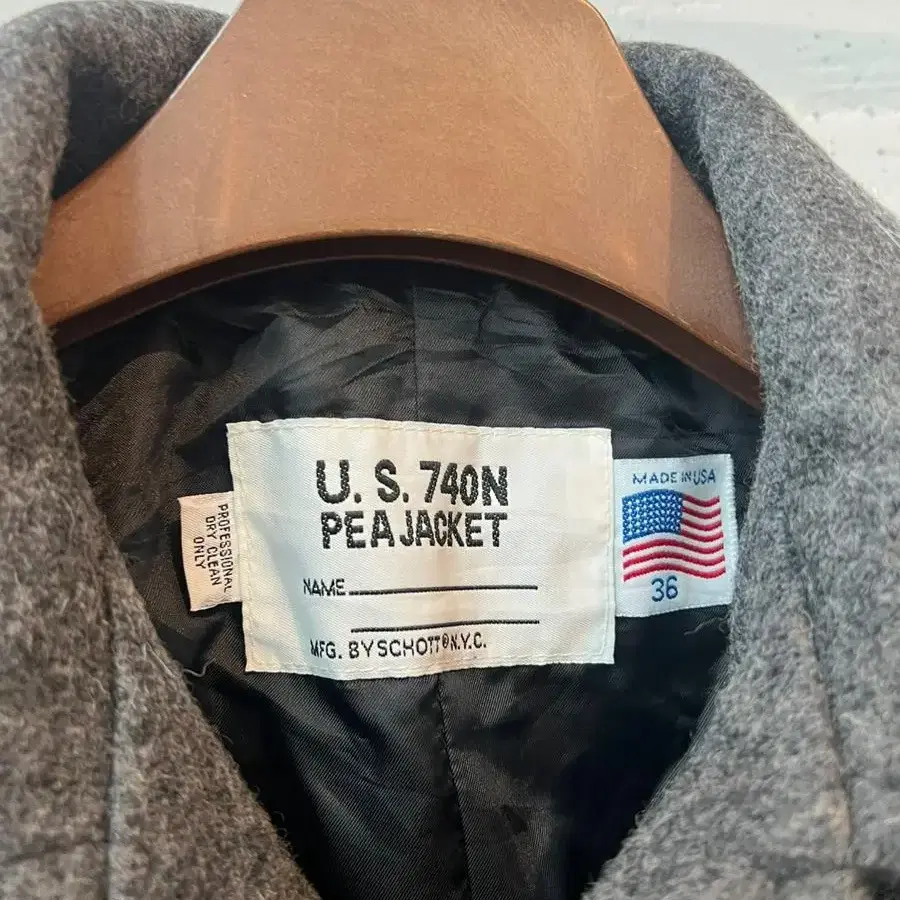 U. S. 740N
PEA JACKET
NAME
MFG. BY SCHOTT® N.Y.C.
PROFESSIONAL
DRY CLEAN
ONLY
MADE IN USA
36